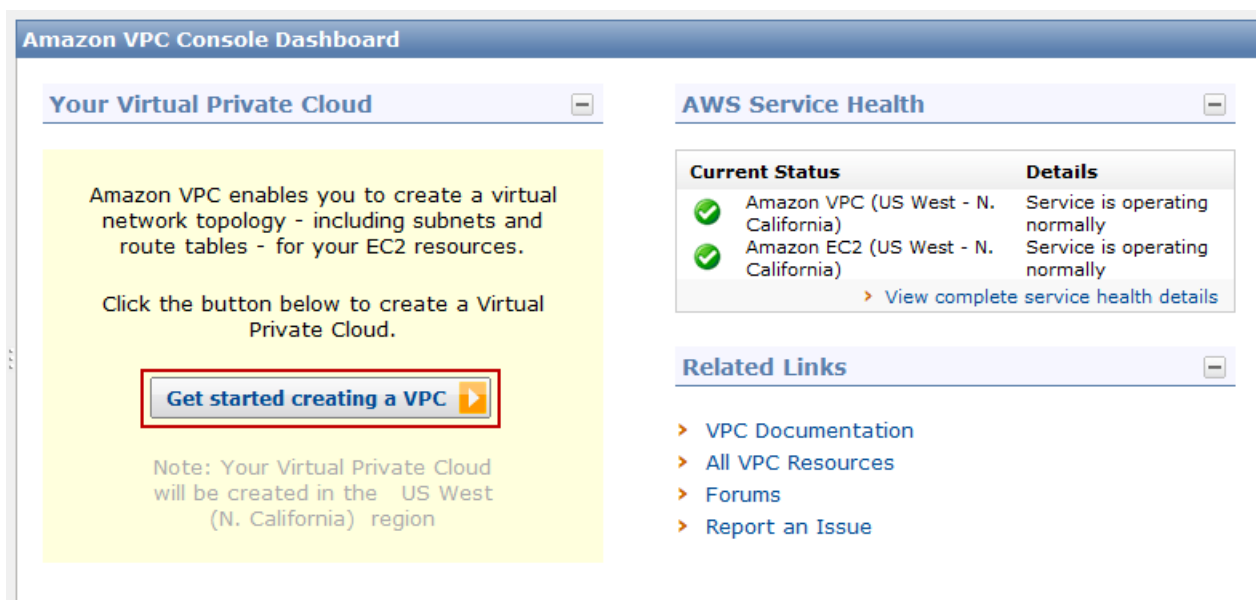 Amazon VPC Console Dashboard
Your Virtual Private Cloud
Amazon VPC enables you to create a virtual
network topology - including subnets and
route tables - for your EC2 resources.
Click the button below to create a Virtual
Private Cloud.
Get started creating a VPC
Note: Your Virtual Private Cloud
will be created in the US West
(N. California) region
AWS Service Health
Current Status Details
Amazon VPC (US West - N. Service is operating
California) normally
Amazon EC2 (US West - N. Service is operating
California) normally
View complete service health details
Related Links
VPC Documentation
All VPC Resources
Forums
Report an Issue